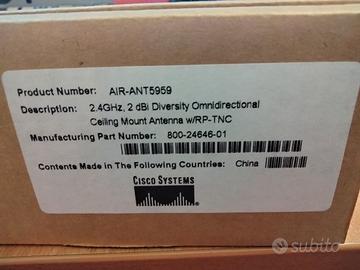 Product Number: AIR-ANT5959
Description: 2.4GHz, 2 dBi Diversity Omnidirectional
Ceiling Mount Antenna w/RP-TNC
Manufacturing Part Number: 800-24646-01
Contents Made in The Following Countries: China
CISCO SYSTEMS
subito